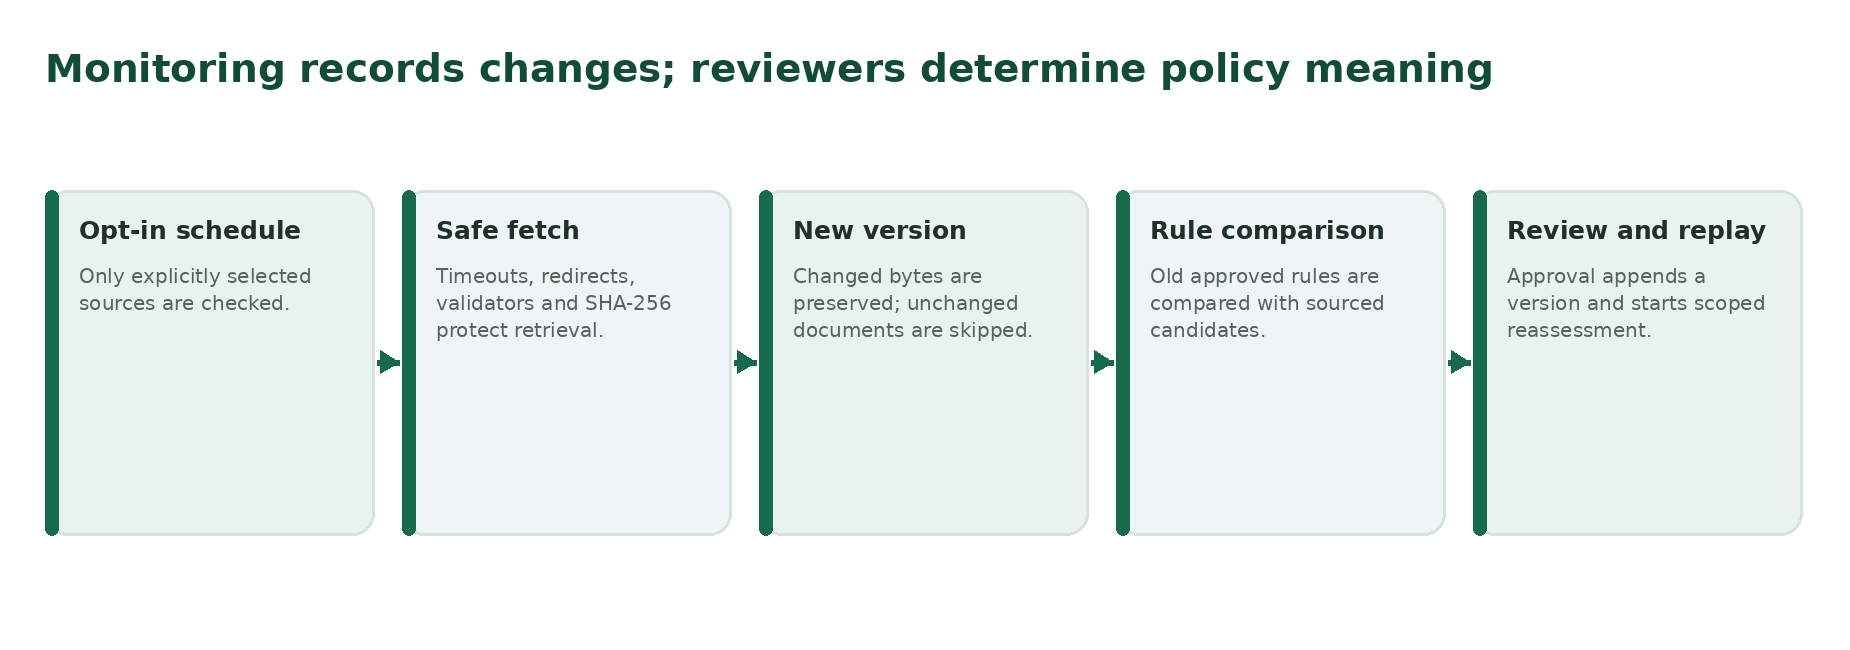 Monitoring records changes; reviewers determine policy meaning
Opt-in schedule
Only explicitly selected
sources are checked.
Safe fetch
Timeouts, redirects,
validators and SHA-256
protect retrieval.
New version
Changed bytes are
preserved; unchanged
documents are skipped.
Rule comparison
Old approved rules are
compared with sourced
candidates.
Review and replay
Approval appends a
version and starts scoped
reassessment.